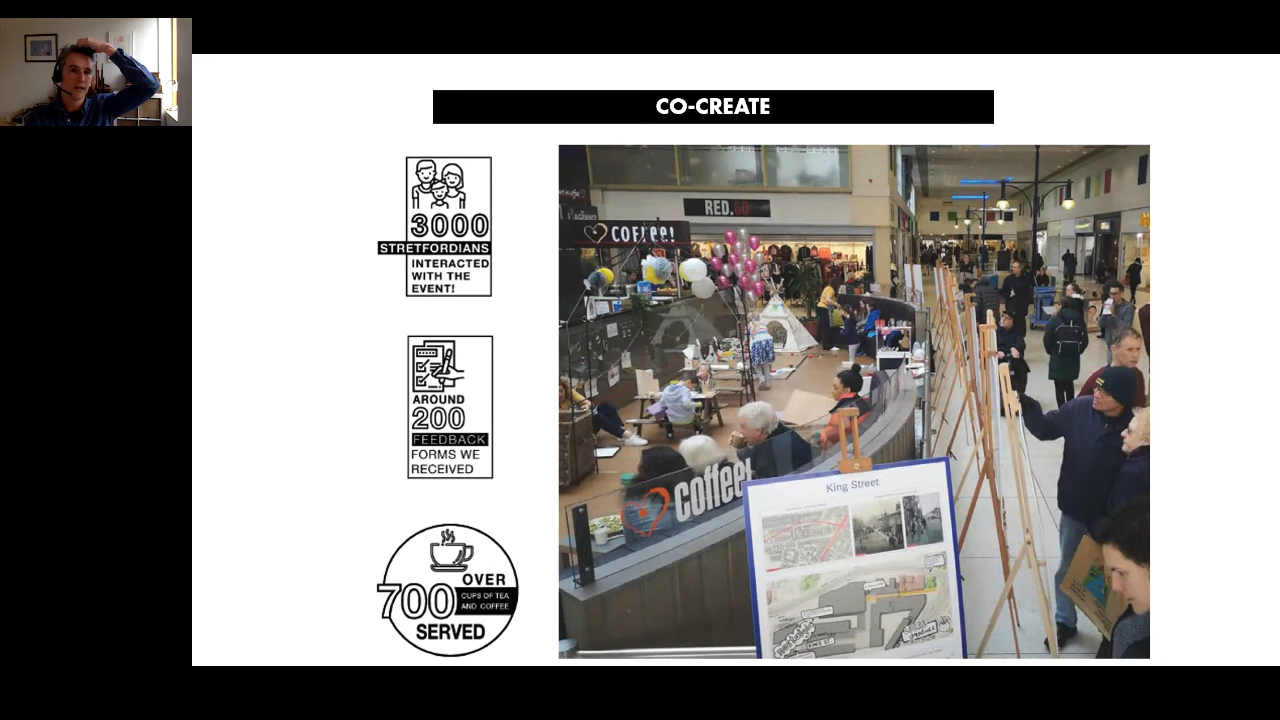 CO-CREATE
3000
STRETFORDIANS
INTERACTED
WITH THE
EVENT!
AROUND
200
FEEDBACK
FORMS WE
RECEIVED
OVER
700
CUPS OF TEA
AND COFFEE
SERVED
RED.GO
COFFEE!
coffee!
King Street